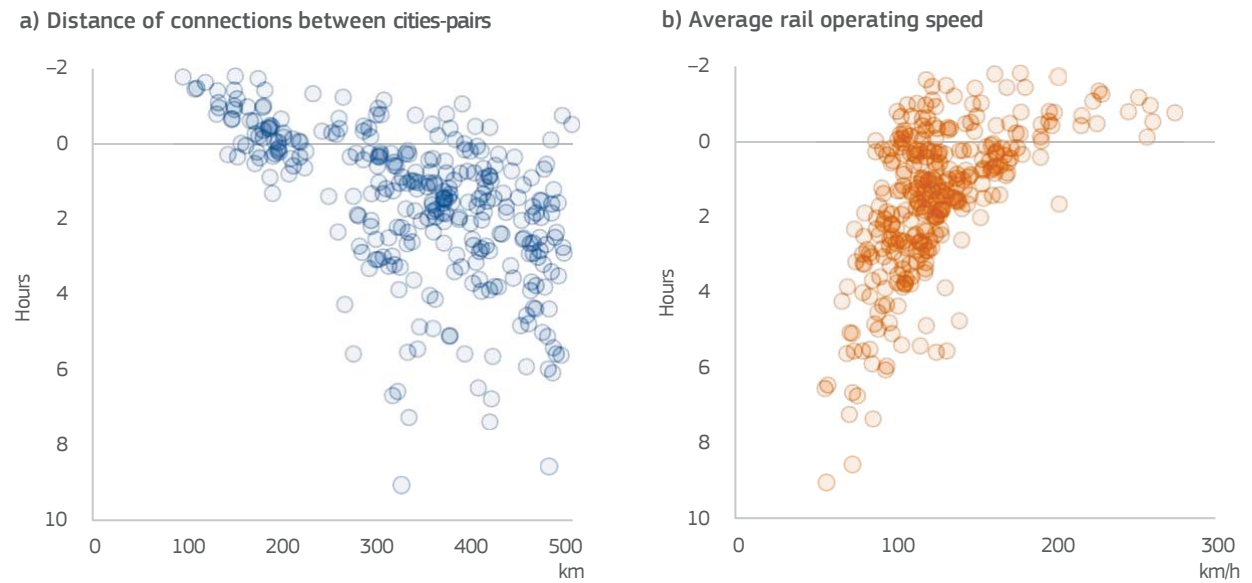 a) Distance of connections between cities-pairs
–2
0
2
4
6
8
10
Hours
0 100 200 300 400 500
km
b) Average rail operating speed
–2
0
2
4
6
8
10
Hours
0 100 200 300
km/h